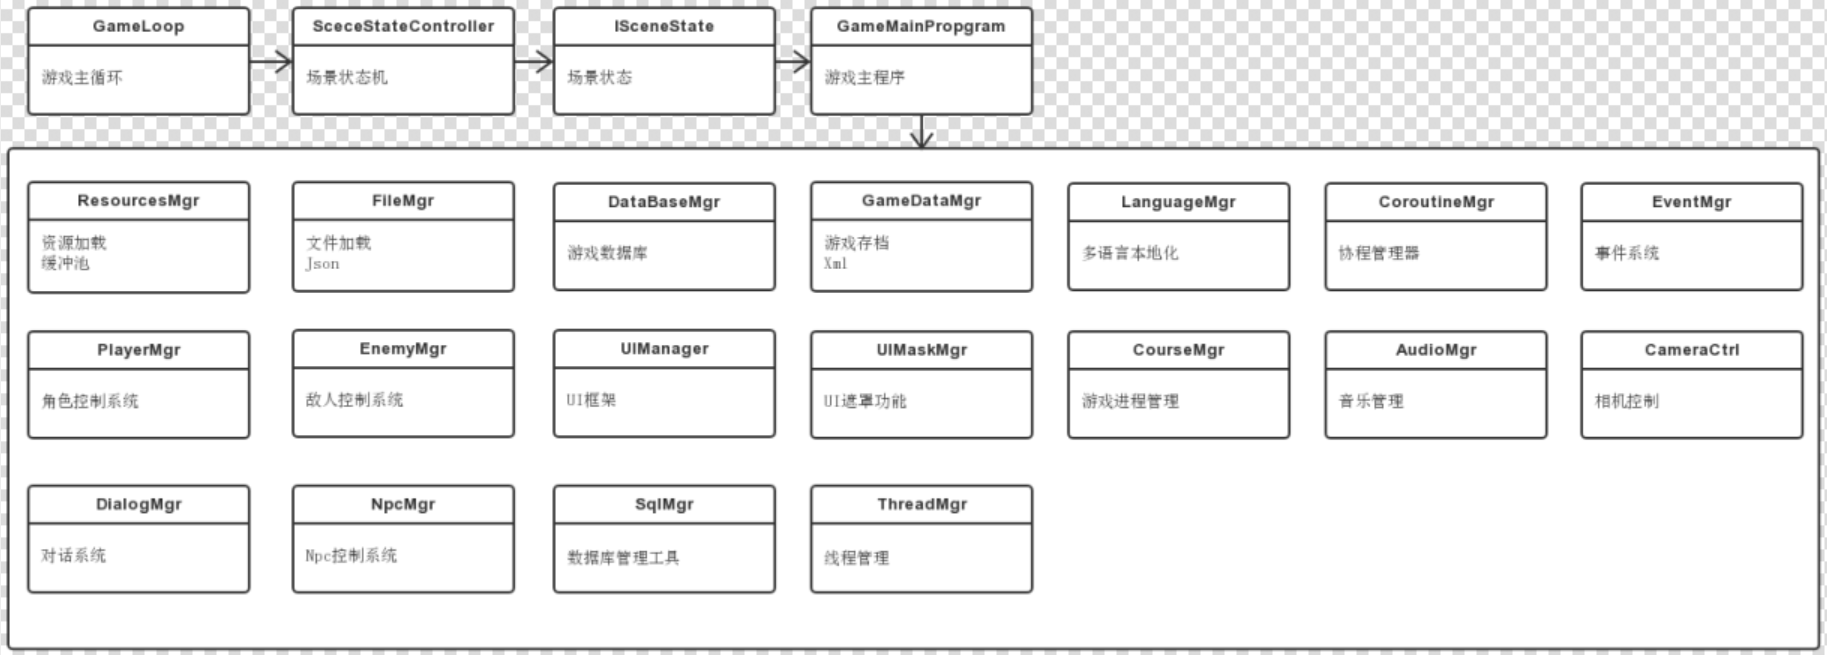 GameLoop
游戏主循环
SceceStateController
场景状态机
ISceneState
场景状态
GameMainPropgram
游戏主程序
ResourcesMgr
资源加载
缓冲池
FileMgr
文件加载
Json
DataBaseMgr
游戏数据库
GameDataMgr
游戏存档
Xml
LanguageMgr
多语言本地化
CoroutineMgr
协程管理器
EventMgr
事件系统
PlayerMgr
角色控制系统
EnemyMgr
敌人控制系统
UIManager
UI框架
UIMaskMgr
UI遮罩功能
CourseMgr
游戏进程管理
AudioMgr
音乐管理
CameraCtrl
相机控制
DialogMgr
对话系统
NpcMgr
Npc控制系统
SqlMgr
数据库管理工具
ThreadMgr
线程管理